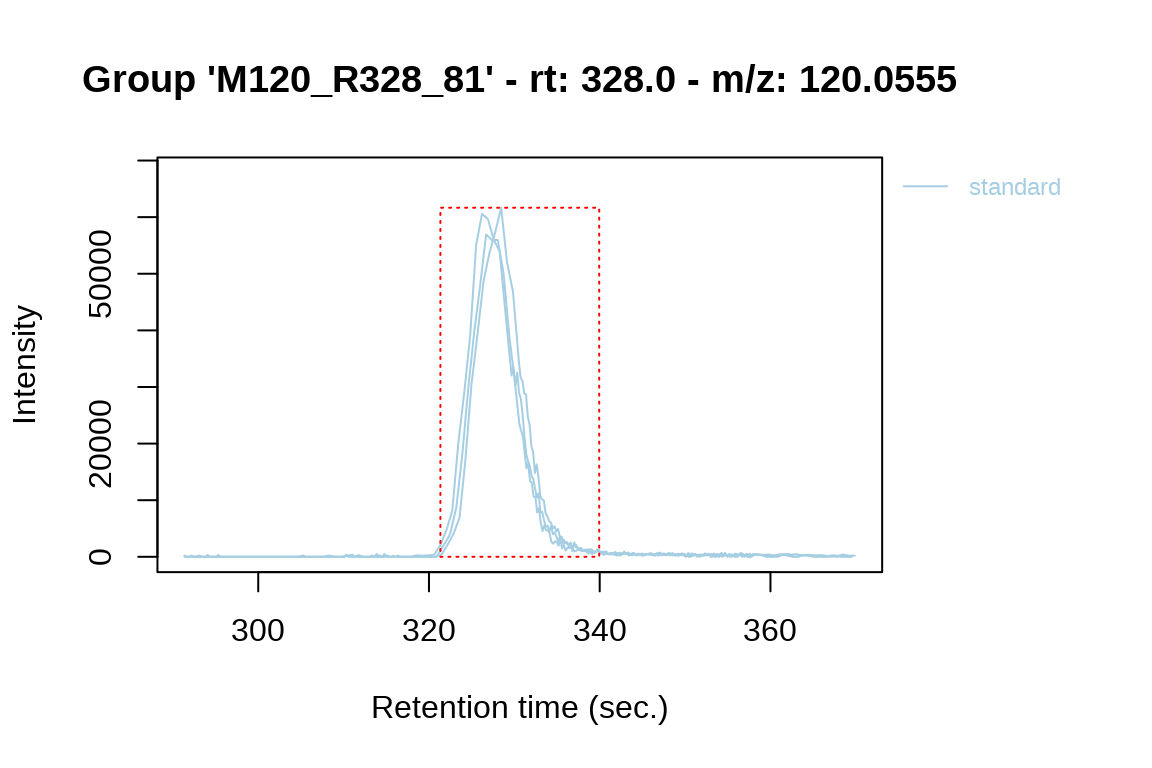 Group 'M120_R328_81' - rt: 328.0 - m/z: 120.0555
standard
50000
20000
0
Intensity
300 320 340 360
Retention time (sec.)